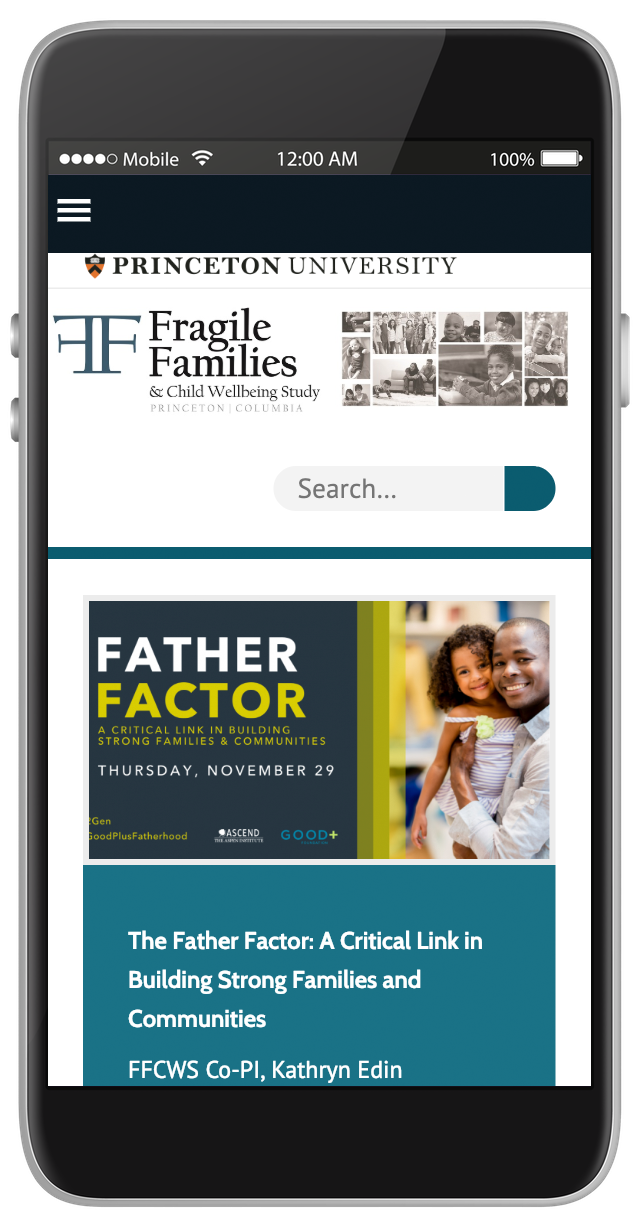 Mobile 12:00 AM 100%
PRINCETON UNIVERSITY
FF Fragile
Families
& Child Wellbeing Study
PRINCETON | COLUMBIA
Search...
FATHER
FACTOR
A CRITICAL LINK IN BUILDING
STRONG FAMILIES & COMMUNITIES
THURSDAY, NOVEMBER 29
2Gen
GoodPlusFatherhood
ASCEND
THE ASPEN INSTITUTE
GOOD+
The Father Factor: A Critical Link in
Building Strong Families and
Communities
FFCWS Co-PI, Kathryn Edin